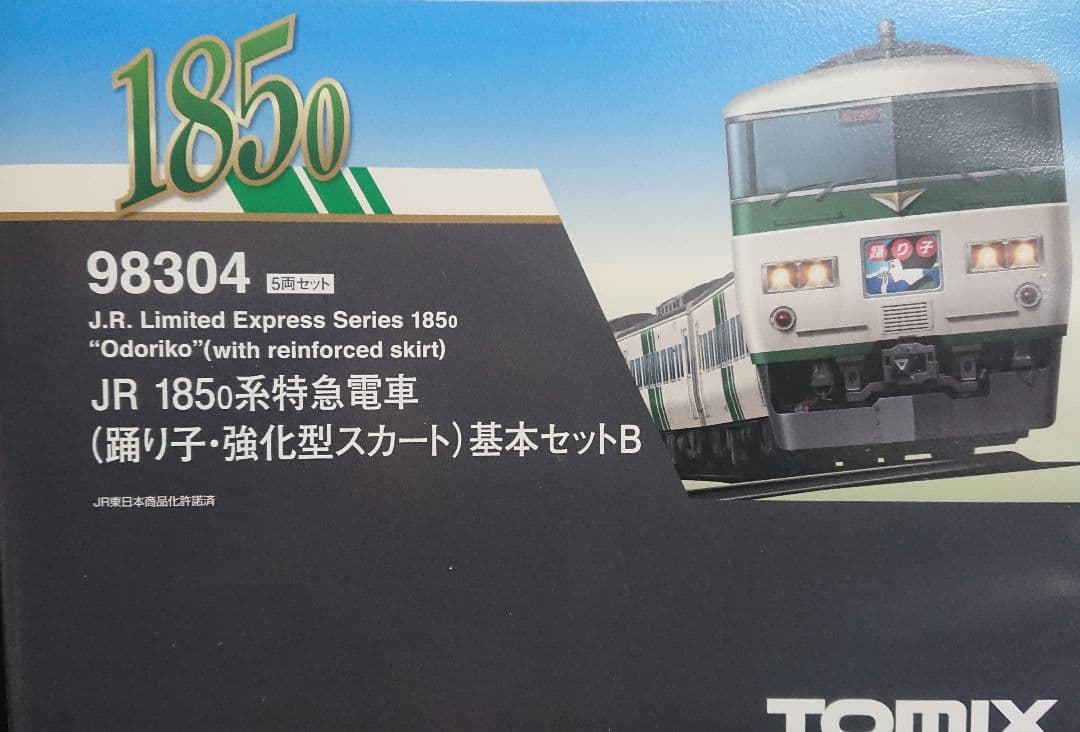 1850
98304 5両セット
J.R. Limited Express Series 1850
“Odoriko”(with reinforced skirt)
JR 1850系特急電車
(踊り子・強化型スカート)基本セットB
JR東日本商品化許諾済
踊り子
TOMIX